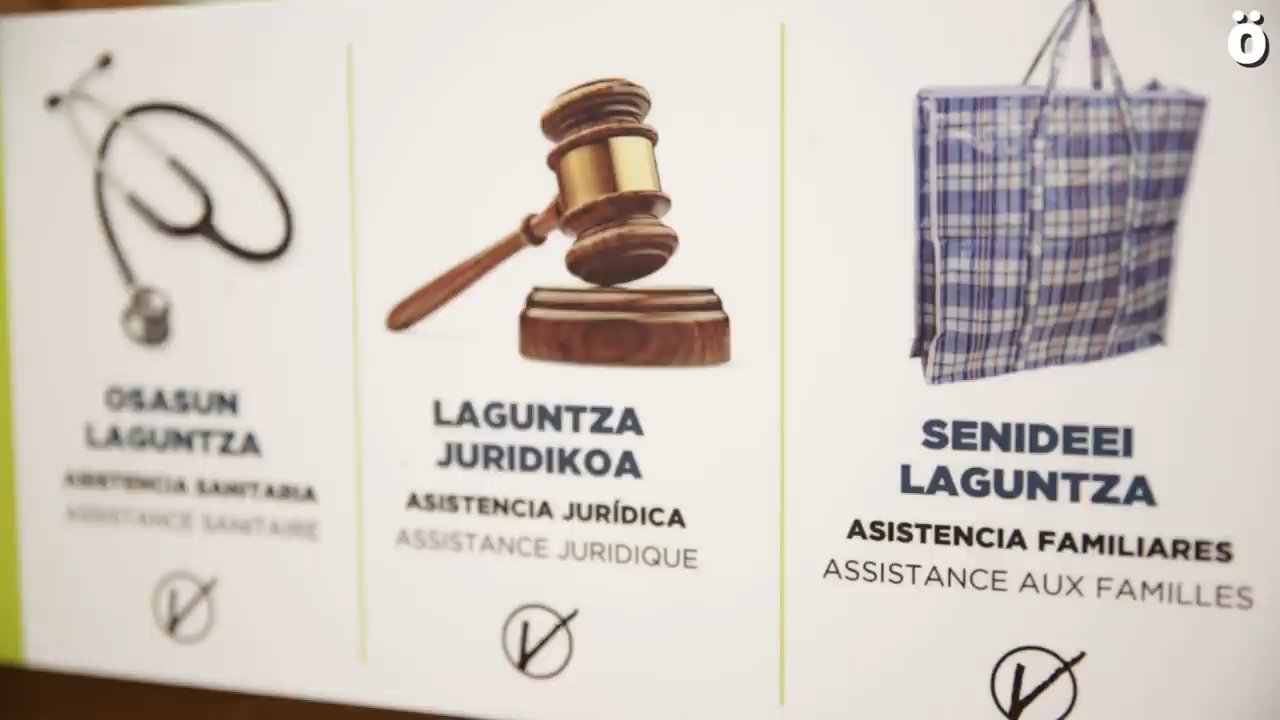 ö
OSASUN
LAGUNTZA
ASISTENCIA SANITARIA
ASSISTANCE SANITAIRE
LAGUNTZA
JURIDIKOA
ASISTENCIA JURÍDICA
ASSISTANCE JURIDIQUE
SENIDEEI
LAGUNTZA
ASISTENCIA FAMILIARES
ASSISTANCE AUX FAMILLES